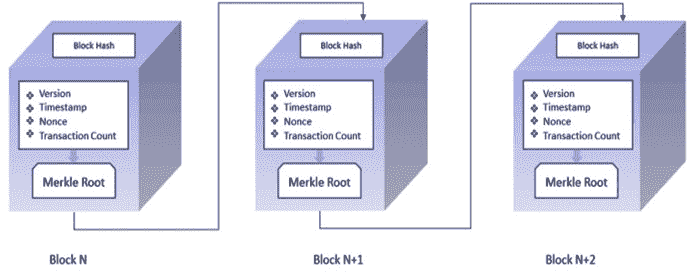 Block Hash
❖ Version
❖ Timestamp
❖ Nonce
❖ Transaction Count
Merkle Root
Block N
Block Hash
❖ Version
❖ Timestamp
❖ Nonce
❖ Transaction Count
Merkle Root
Block N+1
Block Hash
❖ Version
❖ Timestamp
❖ Nonce
❖ Transaction Count
Merkle Root
Block N+2